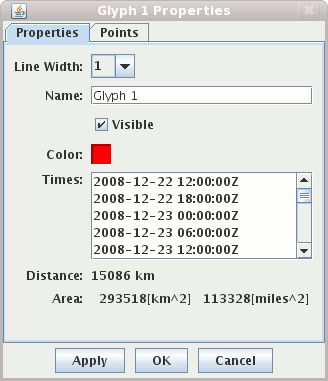 Glyph 1 Properties
Properties Points
Line Width: 1
Name: Glyph 1
Visible
Color:
Times: 2008-12-22 12:00:00Z
2008-12-22 18:00:00Z
2008-12-23 00:00:00Z
2008-12-23 06:00:00Z
2008-12-23 12:00:00Z
Distance: 15086 km
Area: 293518[km^2] 113328[miles^2]
Apply OK Cancel